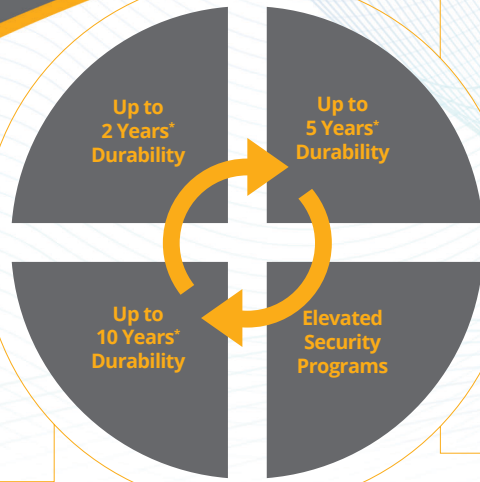 Up to
2 Years*
Durability
Up to
5 Years*
Durability
Up to
10 Years*
Durability
Elevated
Security
Programs